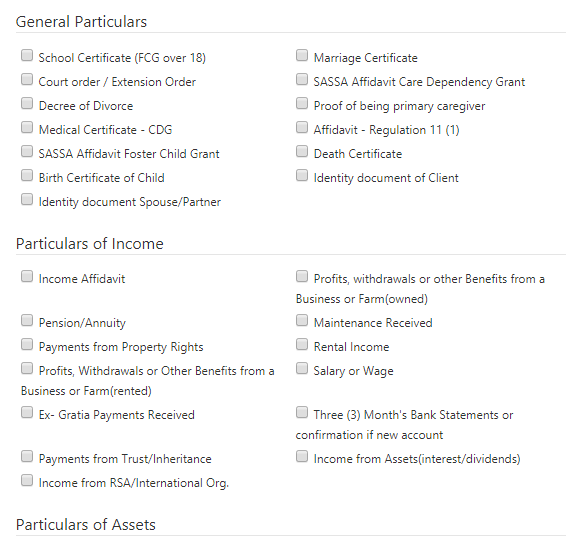 General Particulars
School Certificate (FCG over 18)
Marriage Certificate
Court order / Extension Order
SASSA Affidavit Care Dependency Grant
Decree of Divorce
Proof of being primary caregiver
Medical Certificate - CDG
Affidavit - Regulation 11 (1)
SASSA Affidavit Foster Child Grant
Death Certificate
Birth Certificate of Child
Identity document of Client
Identity document Spouse/Partner
Particulars of Income
Income Affidavit
Profits, withdrawals or other Benefits from a
Business or Farm(owned)
Pension/Annuity
Maintenance Received
Payments from Property Rights
Rental Income
Profits, Withdrawals or Other Benefits from a
Business or Farm(rented)
Salary or Wage
Ex- Gratia Payments Received
Three (3) Month's Bank Statements or
confirmation if new account
Payments from Trust/Inheritance
Income from Assets(interest/dividends)
Income from RSA/International Org.
Particulars of Assets